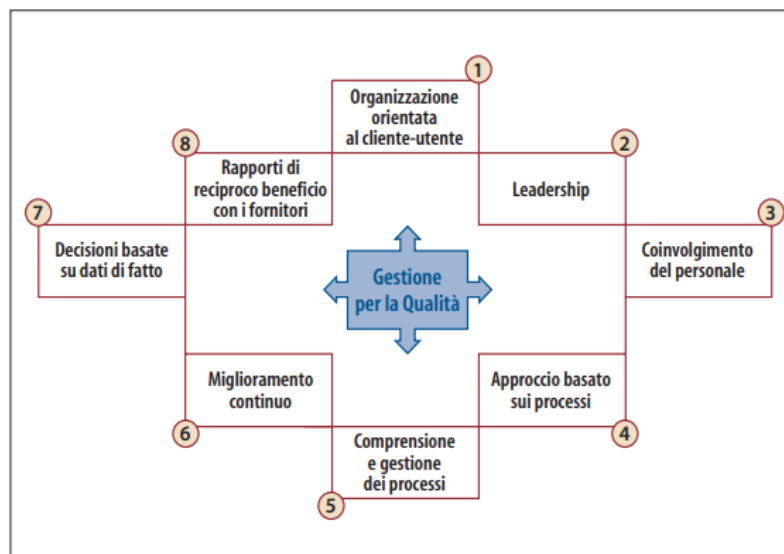 1
Organizzazione
orientata
al cliente-utente
2
Leadership
3
Coinvolgimento
del personale
4
Approccio basato
sui processi
5
Comprensione
e gestione
dei processi
6
Miglioramento
continuo
7
Decisioni basate
su dati di fatto
8
Rapporti di
reciproco beneficio
con i fornitori
Gestione
per la Qualità